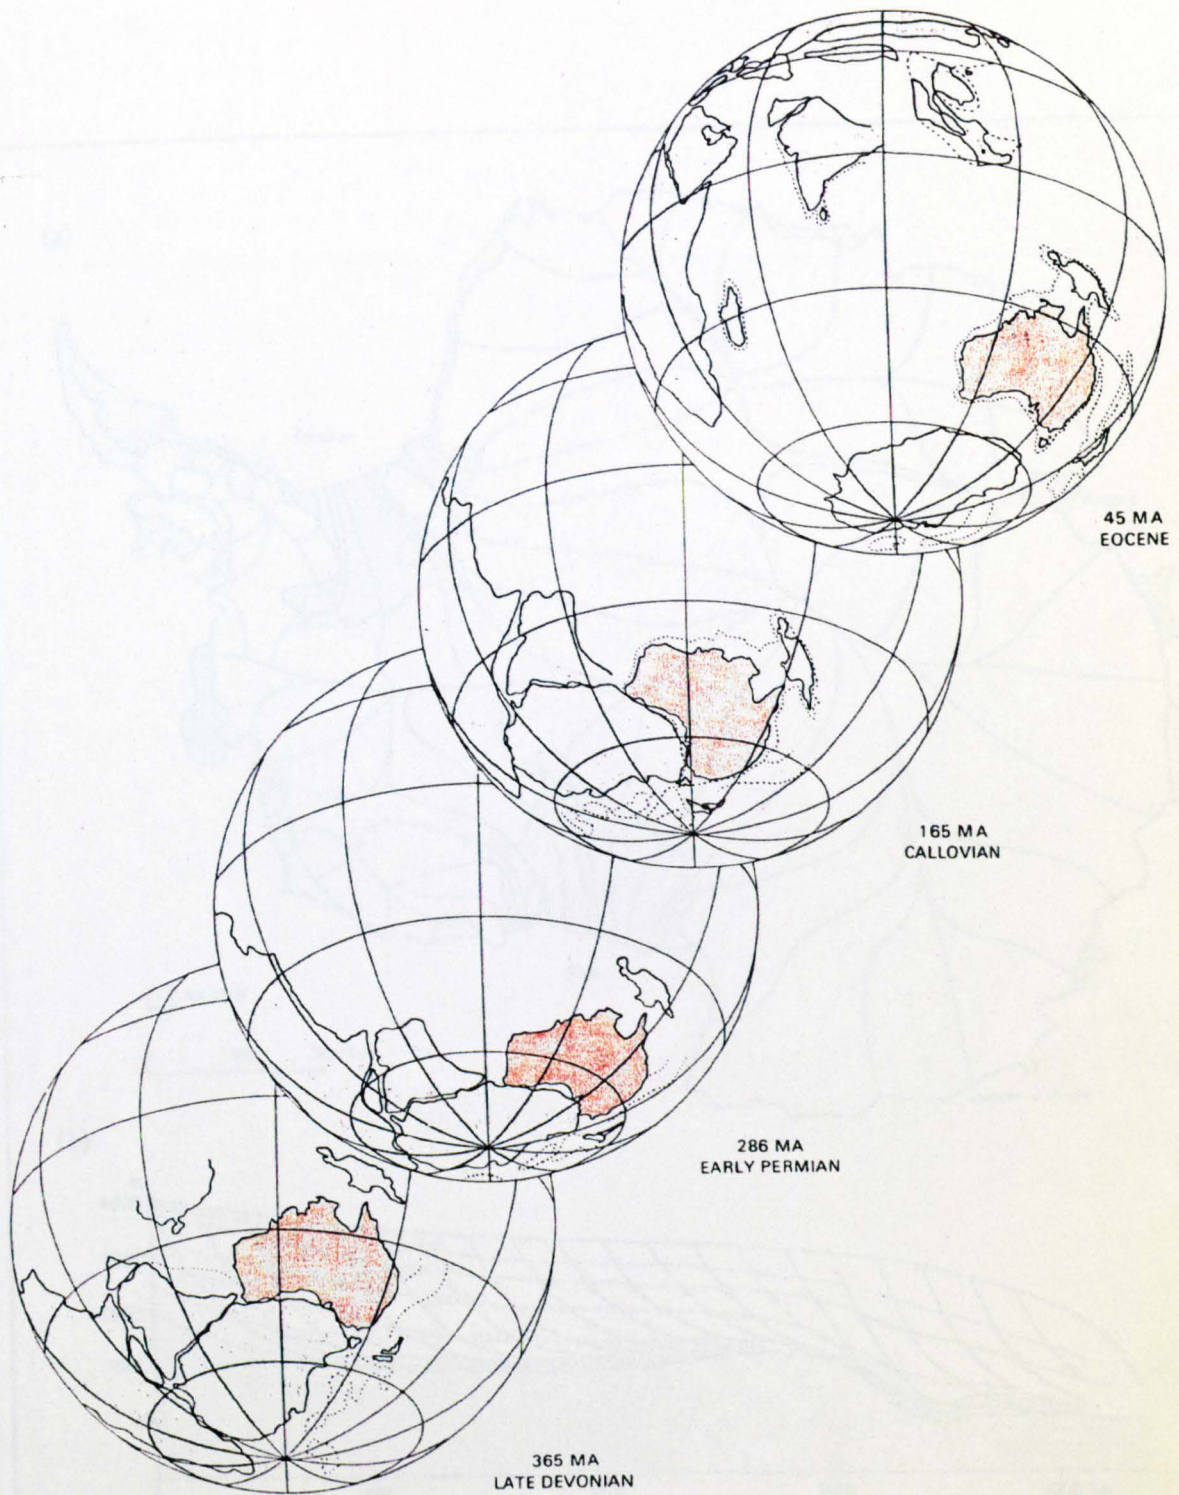 45 MA
EOCENE
165 MA
CALLOVIAN
286 MA
EARLY PERMIAN
365 MA
LATE DEVONIAN